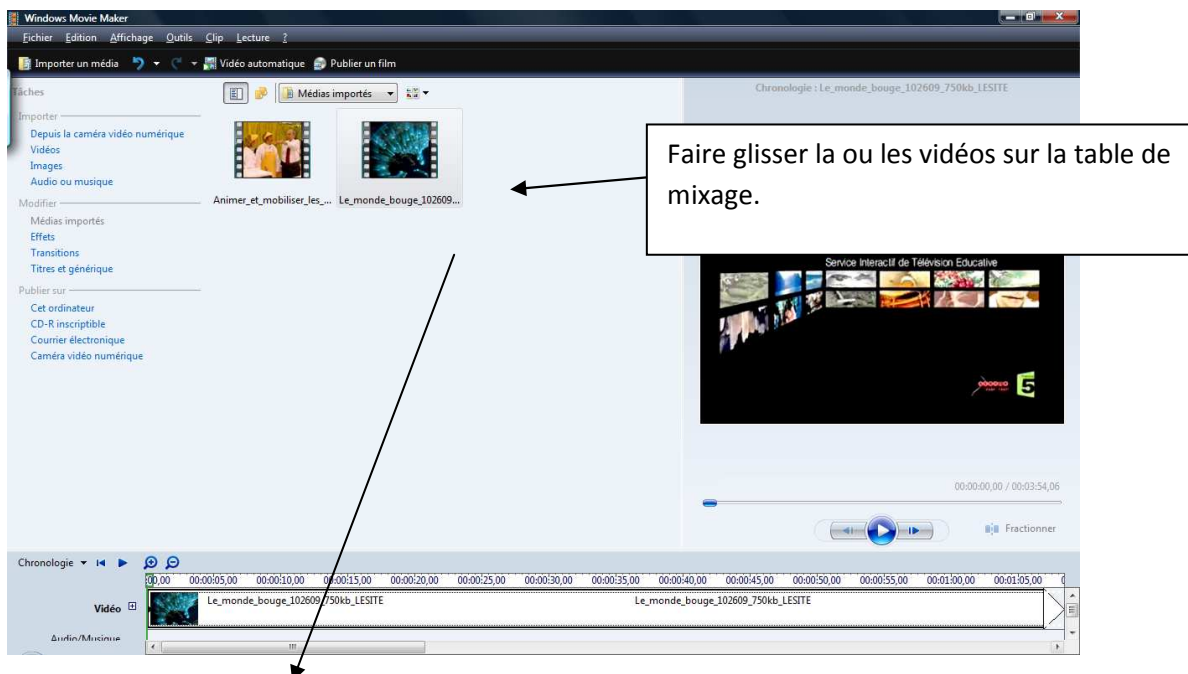 Windows Movie Maker
Fichier Edition Affichage Outils Clip Lecture ?
Importer un média Vidéo automatique Publier un film
Tâches
Médias importés
Chronologie : Le_monde_bouge_102609_750kb_LESITE
Importer
Depuis la caméra vidéo numérique
Vidéos
Images
Audio ou musique
Modifier
Médias importés
Effets
Transitions
Titres et générique
Publier sur
Cet ordinateur
CD-R inscriptible
Courrier électronique
Caméra vidéo numérique
Animer_et_mobiliser_les_... Le_monde_bouge_102609...
Faire glisser la ou les vidéos sur la table de
mixage.
Service Interactif de Télévision Educative
5
00:00:00,00 / 00:03:54,06
Fractionner
Chronologie
00,00 00:00:05,00 00:00:10,00 00:00:15,00 00:00:20,00 00:00:25,00 00:00:30,00 00:00:35,00 00:00:40,00 00:00:45,00 00:00:50,00 00:00:55,00 00:01:00,00 00:01:05,00
Vidéo
Le_monde_bouge_102609_750kb_LESITE Le_monde_bouge_102609_750kb_LESITE
Audio/Musique